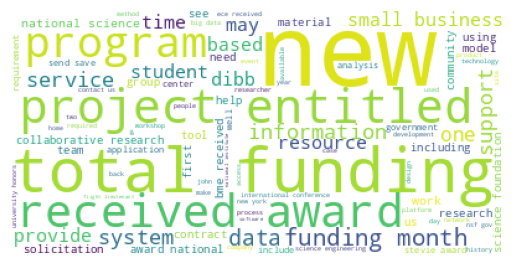 method ece received see time may material small business
national science big data using
program new
requirement send save based community model
service student need dibb analysis
group center available technology
project entitled support
contact us researcher used
people year help information government
two required tool development
collaborative research resource one
home workshop &
team application first including
total funding
back case design
university honors flight simulator
john international conference
make new york work platform
received award
process software research day network nsf gov
provide system contract data funding month us
solicitation award national include science engineering stevie award history
bme received well national institute science foundation